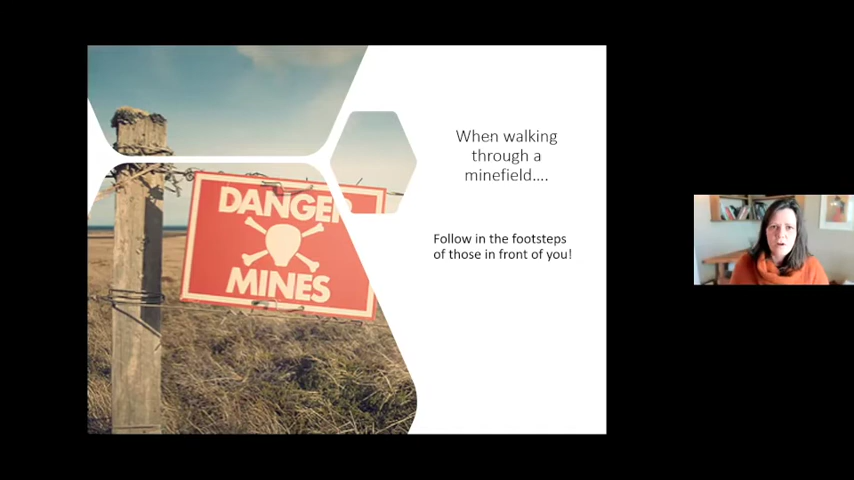 DANGER
MINES
When walking
through a
minefield....
Follow in the footsteps
of those in front of you!